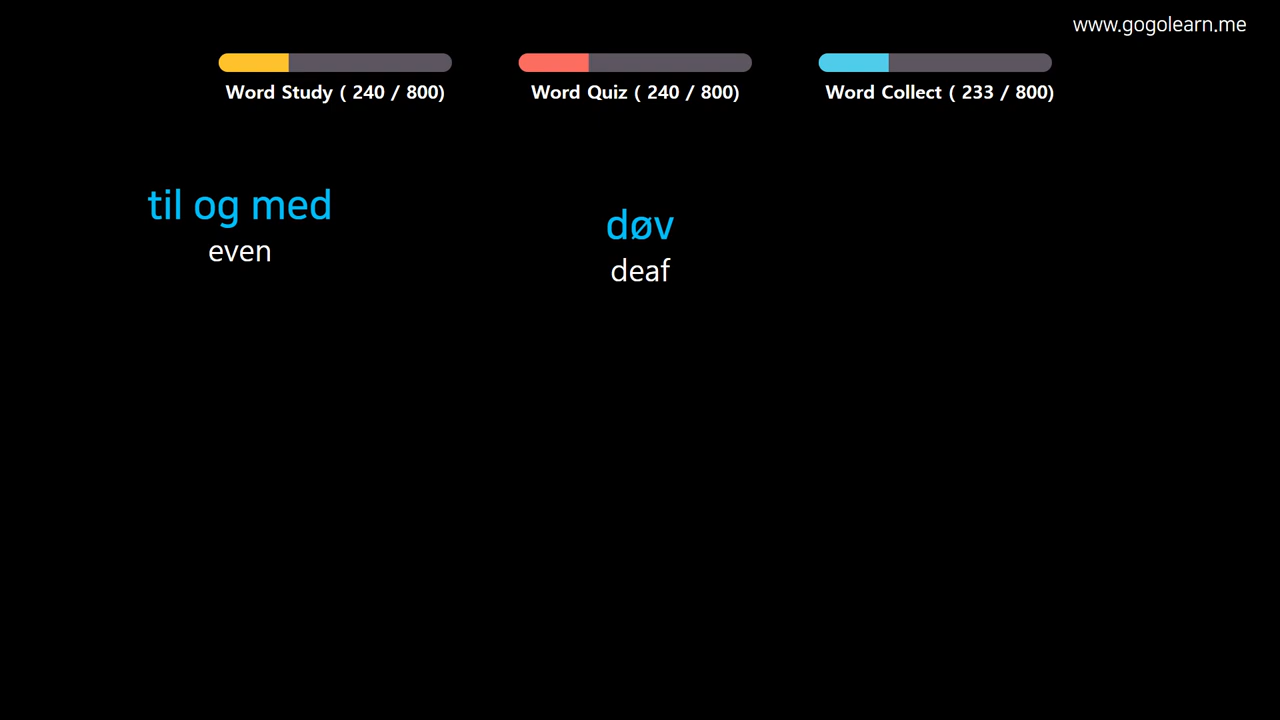 www.gogolearn.me
Word Study ( 240 / 800)
Word Quiz ( 240 / 800)
Word Collect ( 233 / 800)
til og med
even
døv
deaf